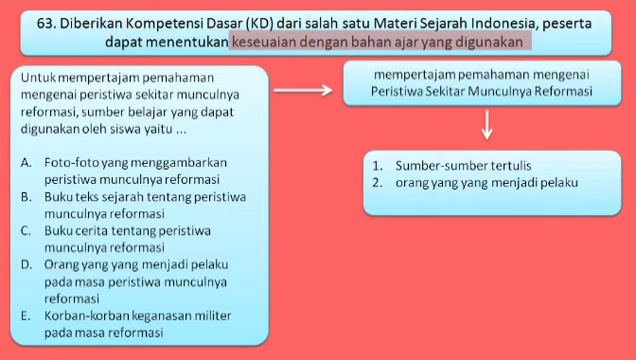 63. Diberikan Kompetensi Dasar (KD) dari salah satu Materi Sejarah Indonesia, peserta
dapat menentukan keseuaian dengan bahan ajar yang digunakan
Untuk mempertajam pemahaman
mengenai peristiwa sekitar munculnya
reformasi, sumber belajar yang dapat
digunakan oleh siswa yaitu ...
A. Foto-foto yang menggambarkan
peristiwa munculnya reformasi
B. Buku teks sejarah tentang peristiwa
munculnya reformasi
C. Buku cerita tentang peristiwa
munculnya reformasi
D. Orang yang yang menjadi pelaku
pada masa peristiwa munculnya
reformasi
E. Korban-korban keganasan militer
pada masa reformasi
mempertajam pemahaman mengenai
Peristiwa Sekitar Munculnya Reformasi
1. Sumber-sumber tertulis
2. orang yang yang menjadi pelaku